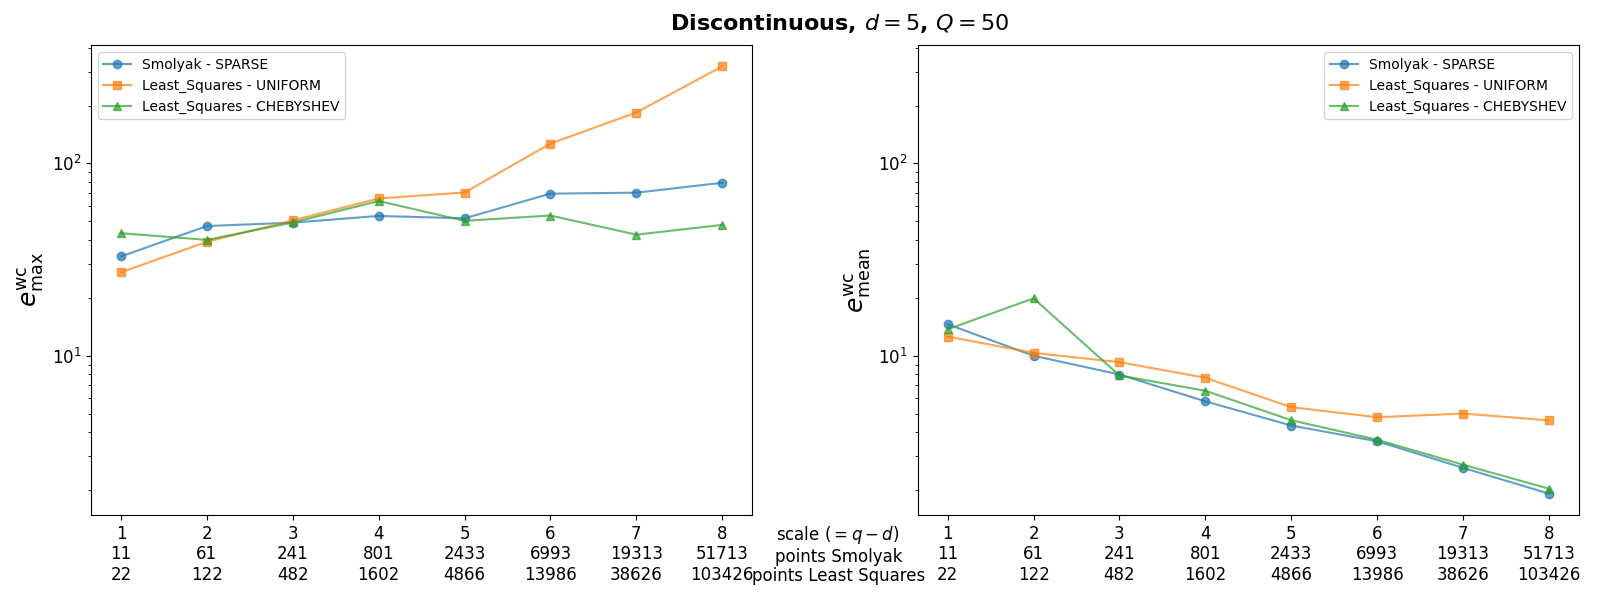 Discontinuous, d = 5, Q = 50
Smolyak - SPARSE
Least_Squares - UNIFORM
Least_Squares - CHEBYSHEV
10²
10¹
e^wc_max
1 2 3 4 5 6 7 8
11 61 241 801 2433 6993 19313 51713
22 122 482 1602 4866 13986 38626 103426
scale (= q − d)
points Smolyak
points Least Squares
Smolyak - SPARSE
Least_Squares - UNIFORM
Least_Squares - CHEBYSHEV
10²
10¹
e^wc_mean
1 2 3 4 5 6 7 8
11 61 241 801 2433 6993 19313 51713
22 122 482 1602 4866 13986 38626 103426